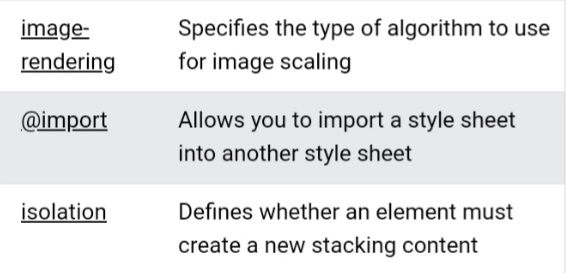 image- Specifies the type of algorithm to use
rendering for image scaling
@import Allows you to import a style sheet
into another style sheet
isolation Defines whether an element must
create a new stacking content